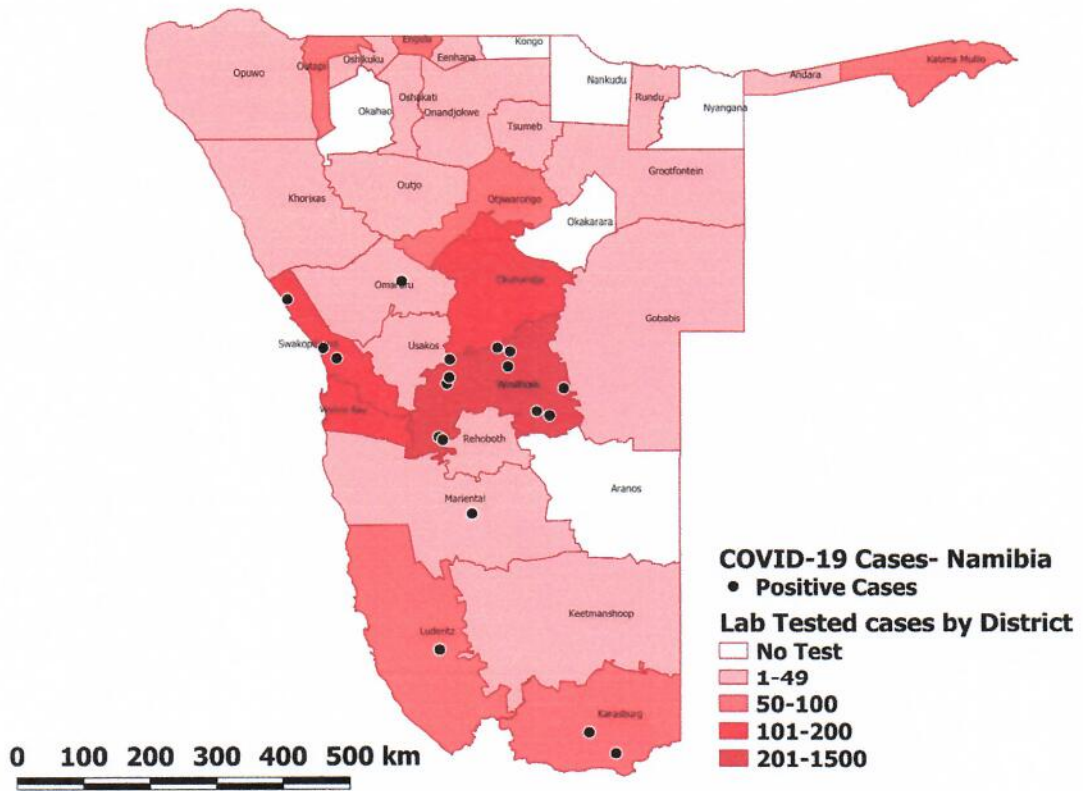 Kongo
Engela
Oshikuku
Eenhana
Outapi
Opuwo
Andara
Katima Mulilo
Nankudu
Oshakati
Rundu
Okahao
Onandjokwe
Nyangana
Tsumeb
Grootfontein
Outjo
Khorixas
Otjiwarongo
Okakarara
Okahandja
Omaruru
Gobabis
Usakos
Windhoek
Walvis Bay
Rehoboth
Aranos
Mariental
COVID-19 Cases- Namibia
Positive Cases
Keetmanshoop
Lab Tested cases by District
Luderitz
No Test
1-49
50-100
Karasburg
101-200
0 100 200 300 400 500 km
201-1500